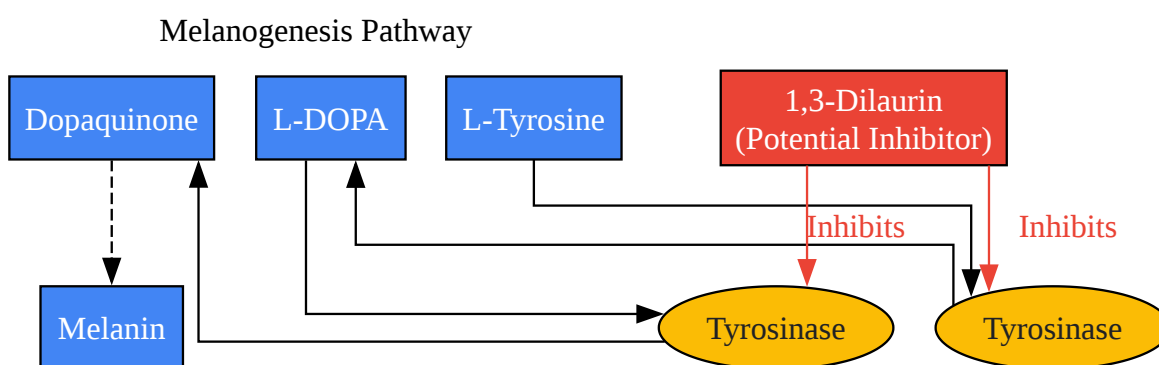 Melanogenesis Pathway
Dopaquinone
L-DOPA
L-Tyrosine
1,3-Dilaurin
(Potential Inhibitor)
Inhibits
Inhibits
Melanin
Tyrosinase
Tyrosinase